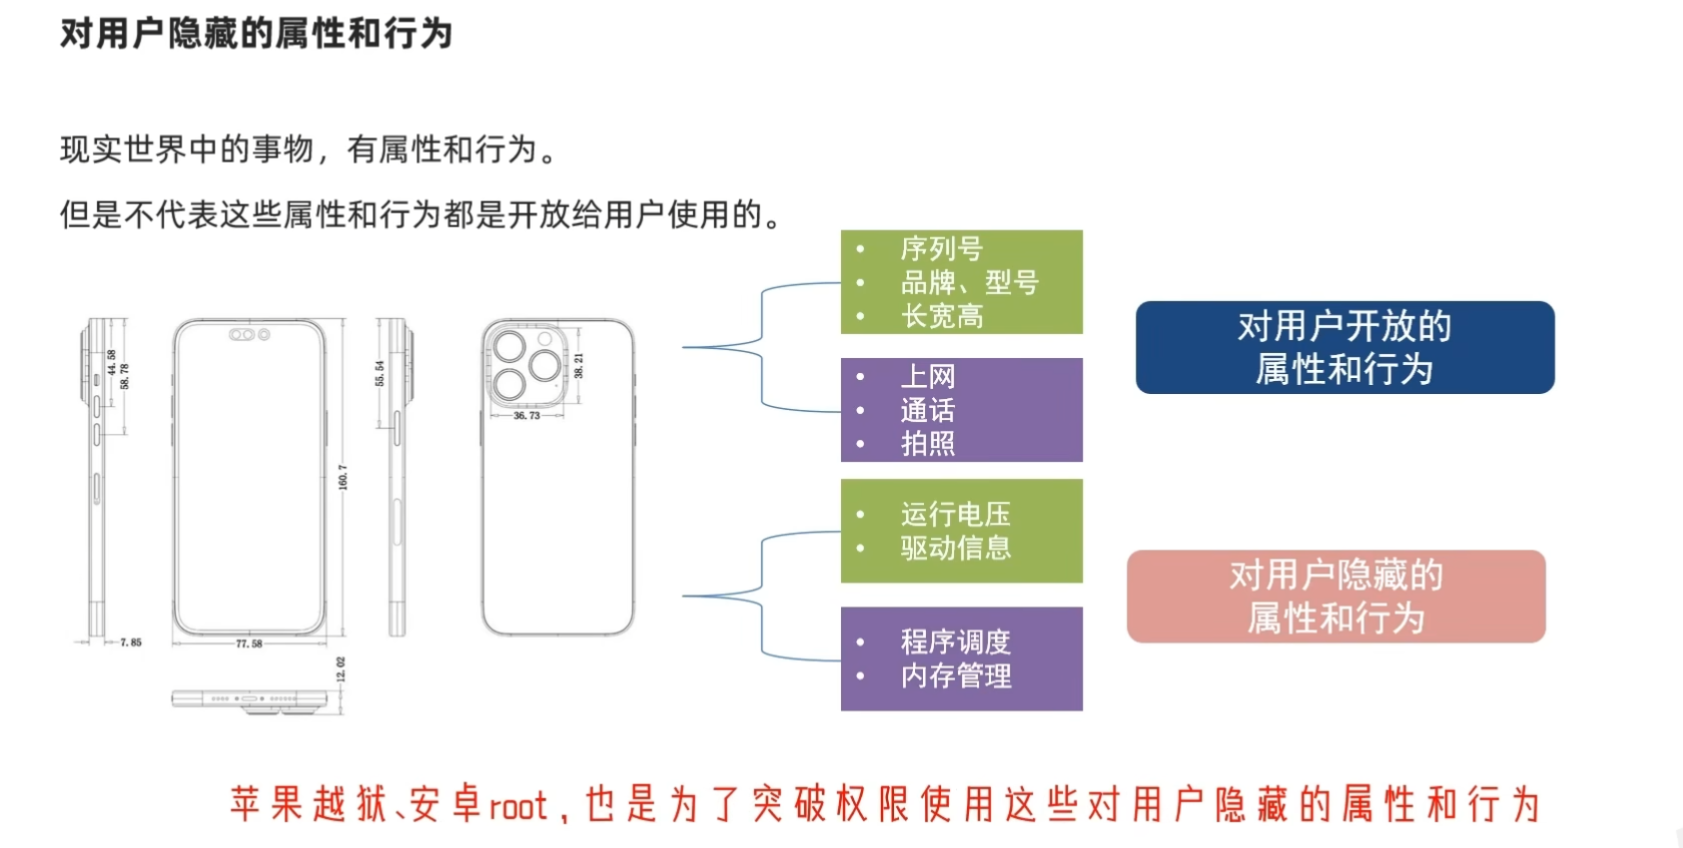 对用户隐藏的属性和行为
现实世界中的事物，有属性和行为。
但是不代表这些属性和行为都是开放给用户使用的。
• 序列号
• 品牌、型号
• 长宽高
• 上网
• 通话
• 拍照
对用户开放的
属性和行为
• 运行电压
• 驱动信息
• 程序调度
• 内存管理
对用户隐藏的
属性和行为
44.58
58.78
160.7
55.54
38.21
36.73
7.85
77.58
12.02
苹果越狱、安卓root，也是为了突破权限使用这些对用户隐藏的属性和行为